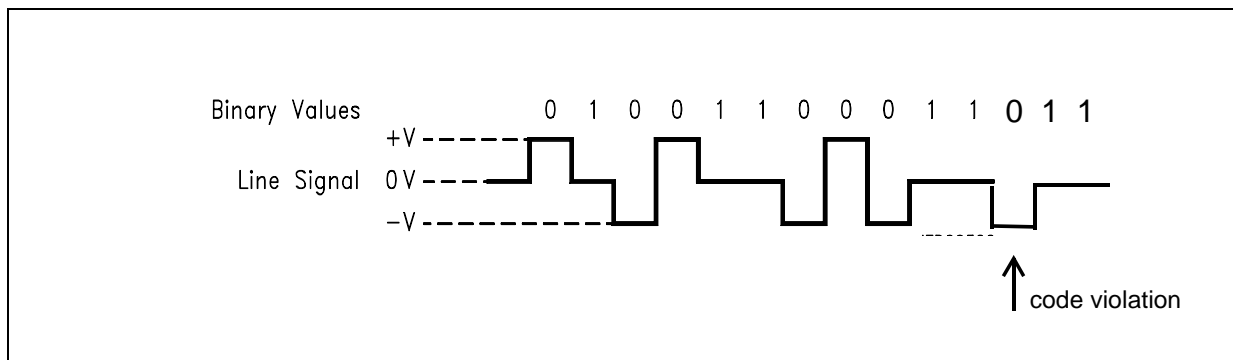 Binary Values 0 1 0 0 1 1 0 0 0 1 1 0 1 1
+V
Line Signal 0V
-V
code violation